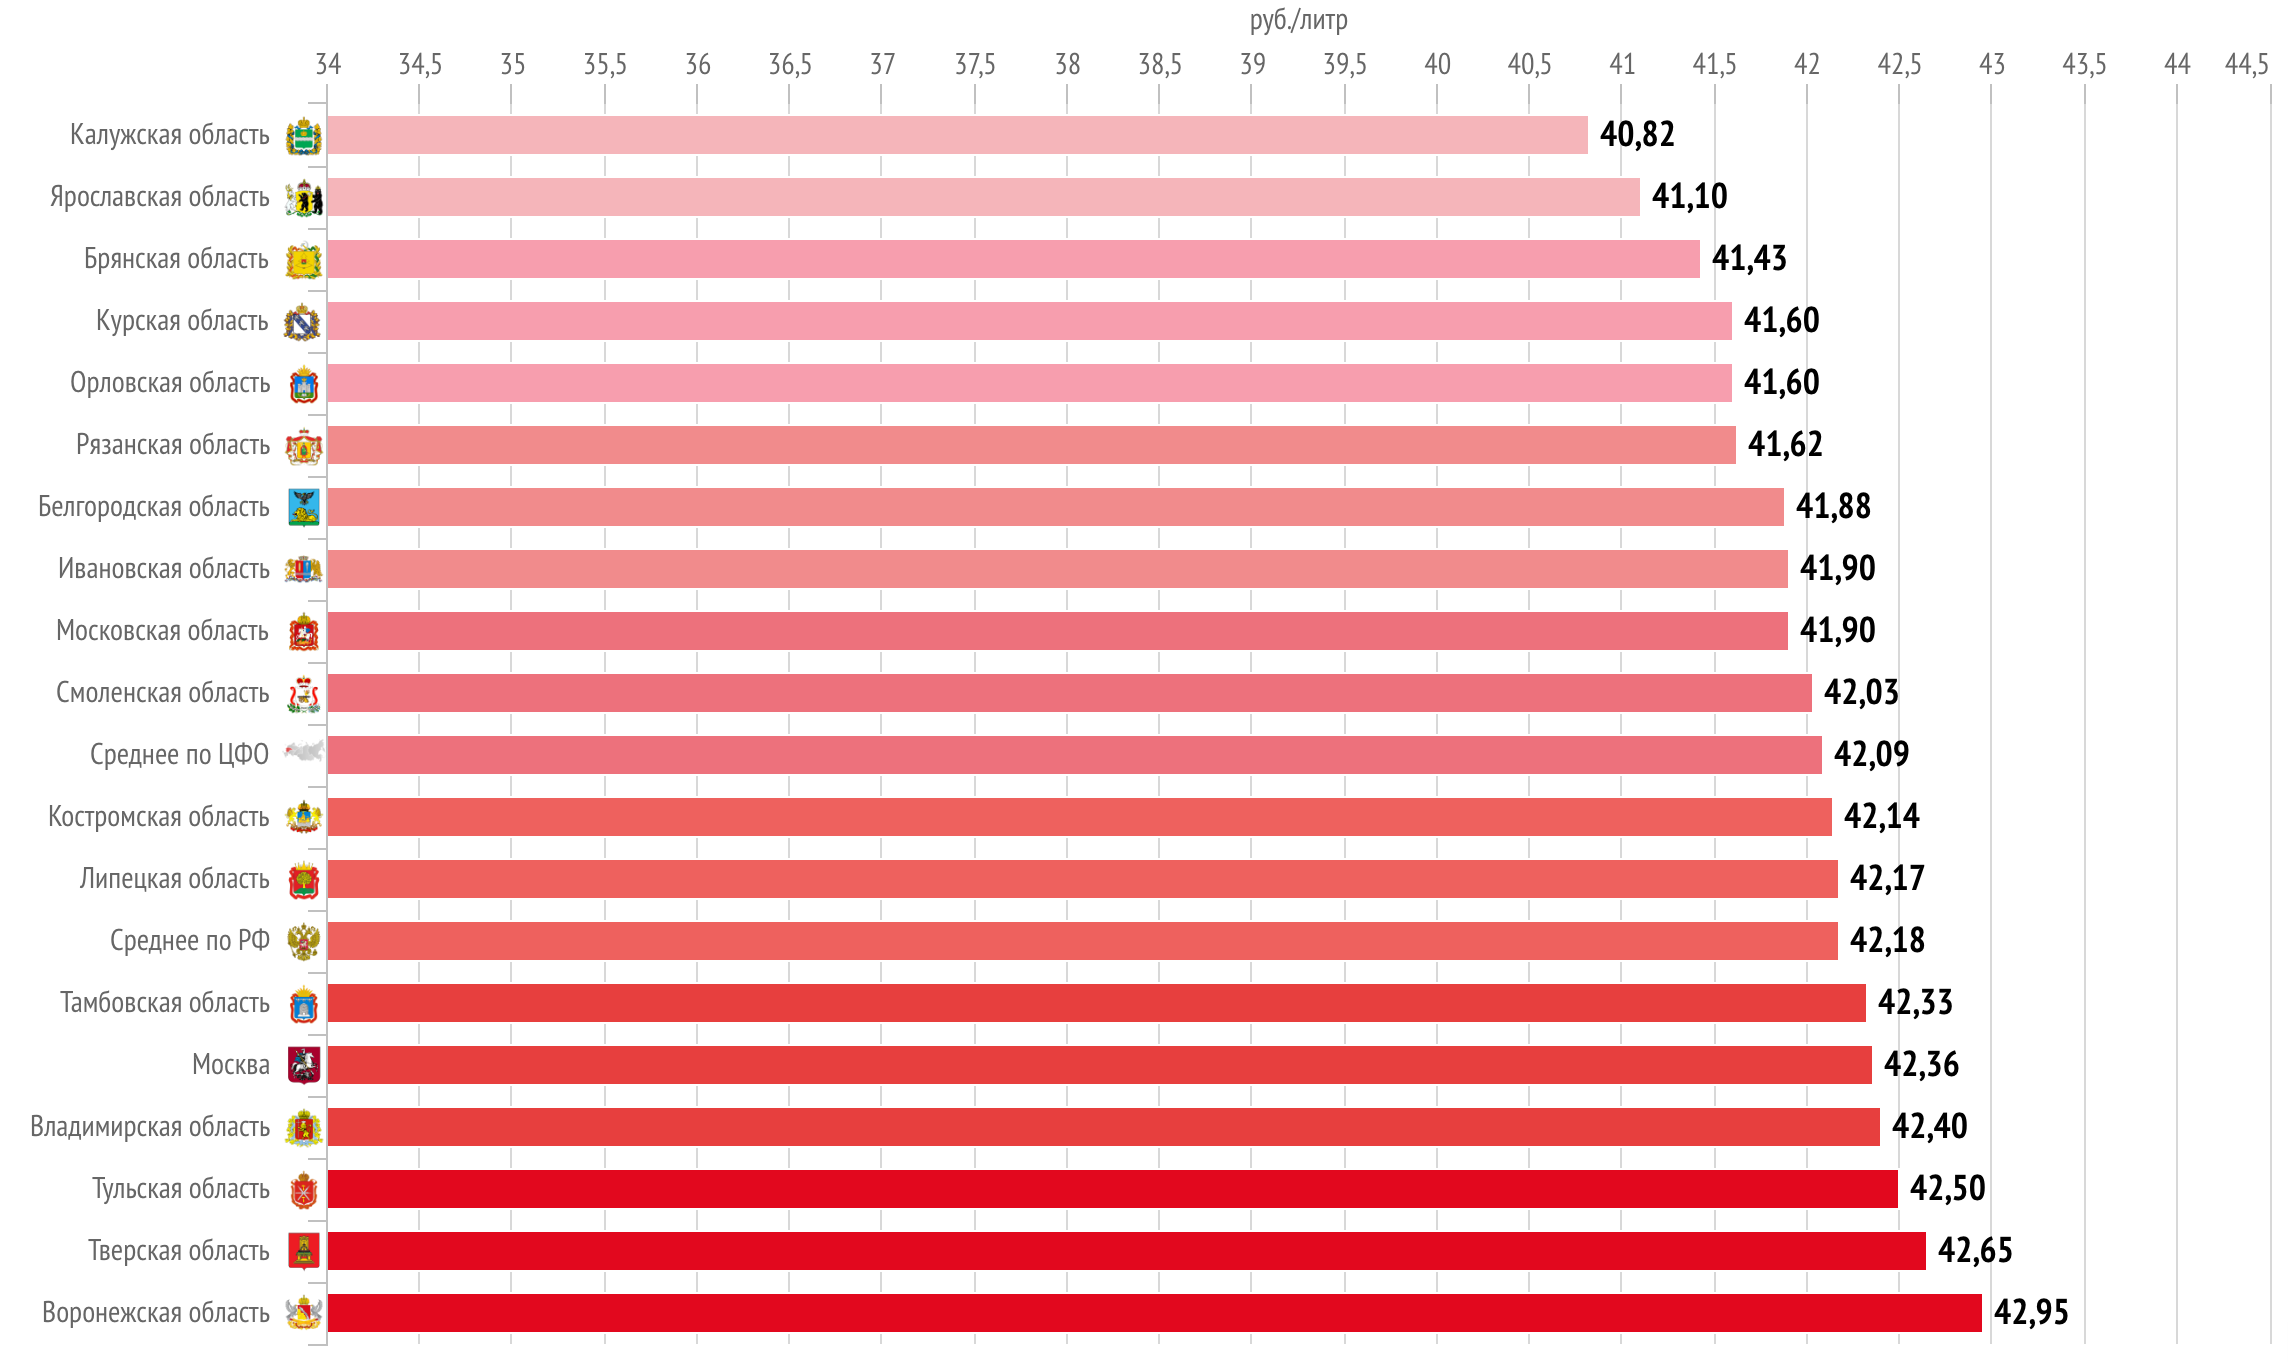 руб./литр
34 34,5 35 35,5 36 36,5 37 37,5 38 38,5 39 39,5 40 40,5 41 41,5 42 42,5 43 43,5 44 44,5
Калужская область 40,82
Ярославская область 41,10
Брянская область 41,43
Курская область 41,60
Орловская область 41,60
Рязанская область 41,62
Белгородская область 41,88
Ивановская область 41,90
Московская область 41,90
Смоленская область 42,03
Среднее по ЦФО 42,09
Костромская область 42,14
Липецкая область 42,17
Среднее по РФ 42,18
Тамбовская область 42,33
Москва 42,36
Владимирская область 42,40
Тульская область 42,50
Тверская область 42,65
Воронежская область 42,95